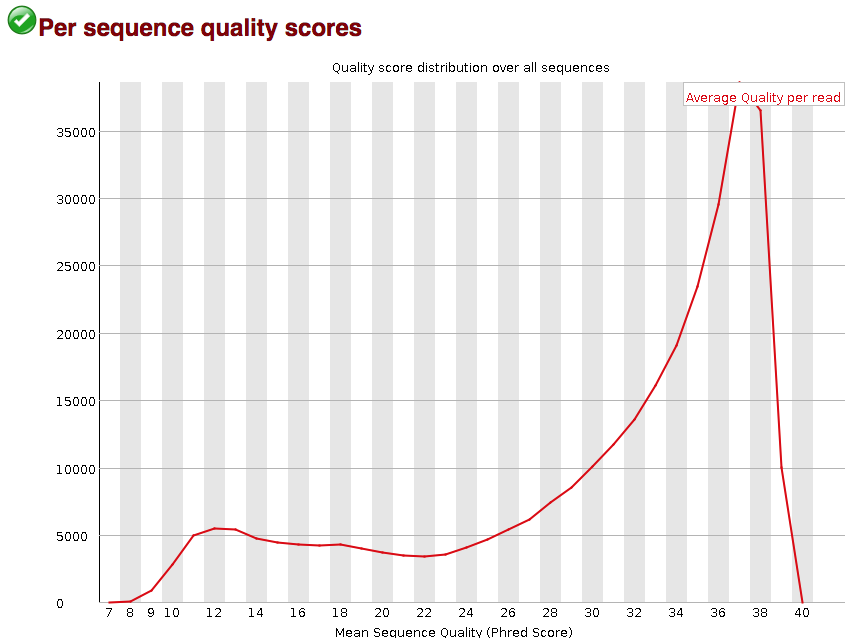 Per sequence quality scores
Quality score distribution over all sequences
Average Quality per read
35000
30000
25000
20000
15000
10000
5000
0
7 8 9 10 12 14 16 18 20 22 24 26 28 30 32 34 36 38 40
Mean Sequence Quality (Phred Score)